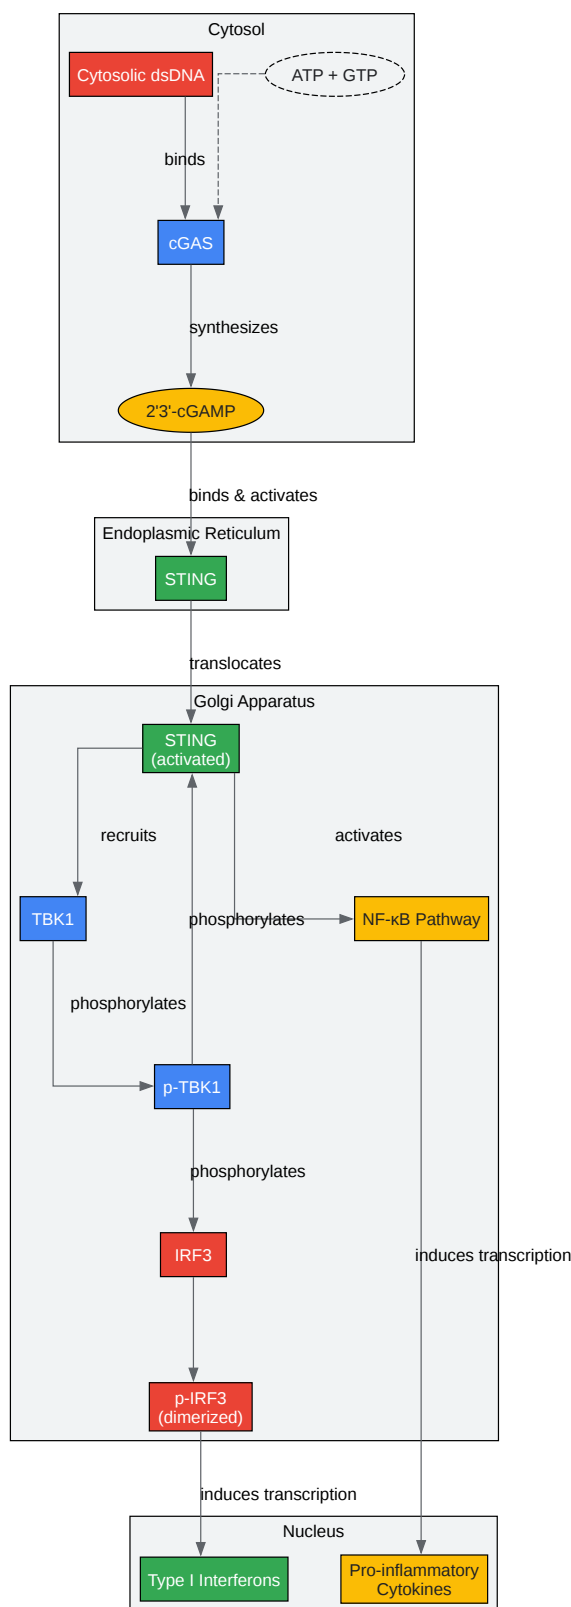 Cytosol
Cytosolic dsDNA
ATP + GTP
binds
cGAS
synthesizes
2'3'-cGAMP
binds & activates
Endoplasmic Reticulum
STING
translocates
Golgi Apparatus
STING
(activated)
recruits
activates
TBK1
phosphorylates
NF-κB Pathway
phosphorylates
p-TBK1
phosphorylates
IRF3
induces transcription
p-IRF3
(dimerized)
induces transcription
Nucleus
Type I Interferons
Pro-inflammatory
Cytokines